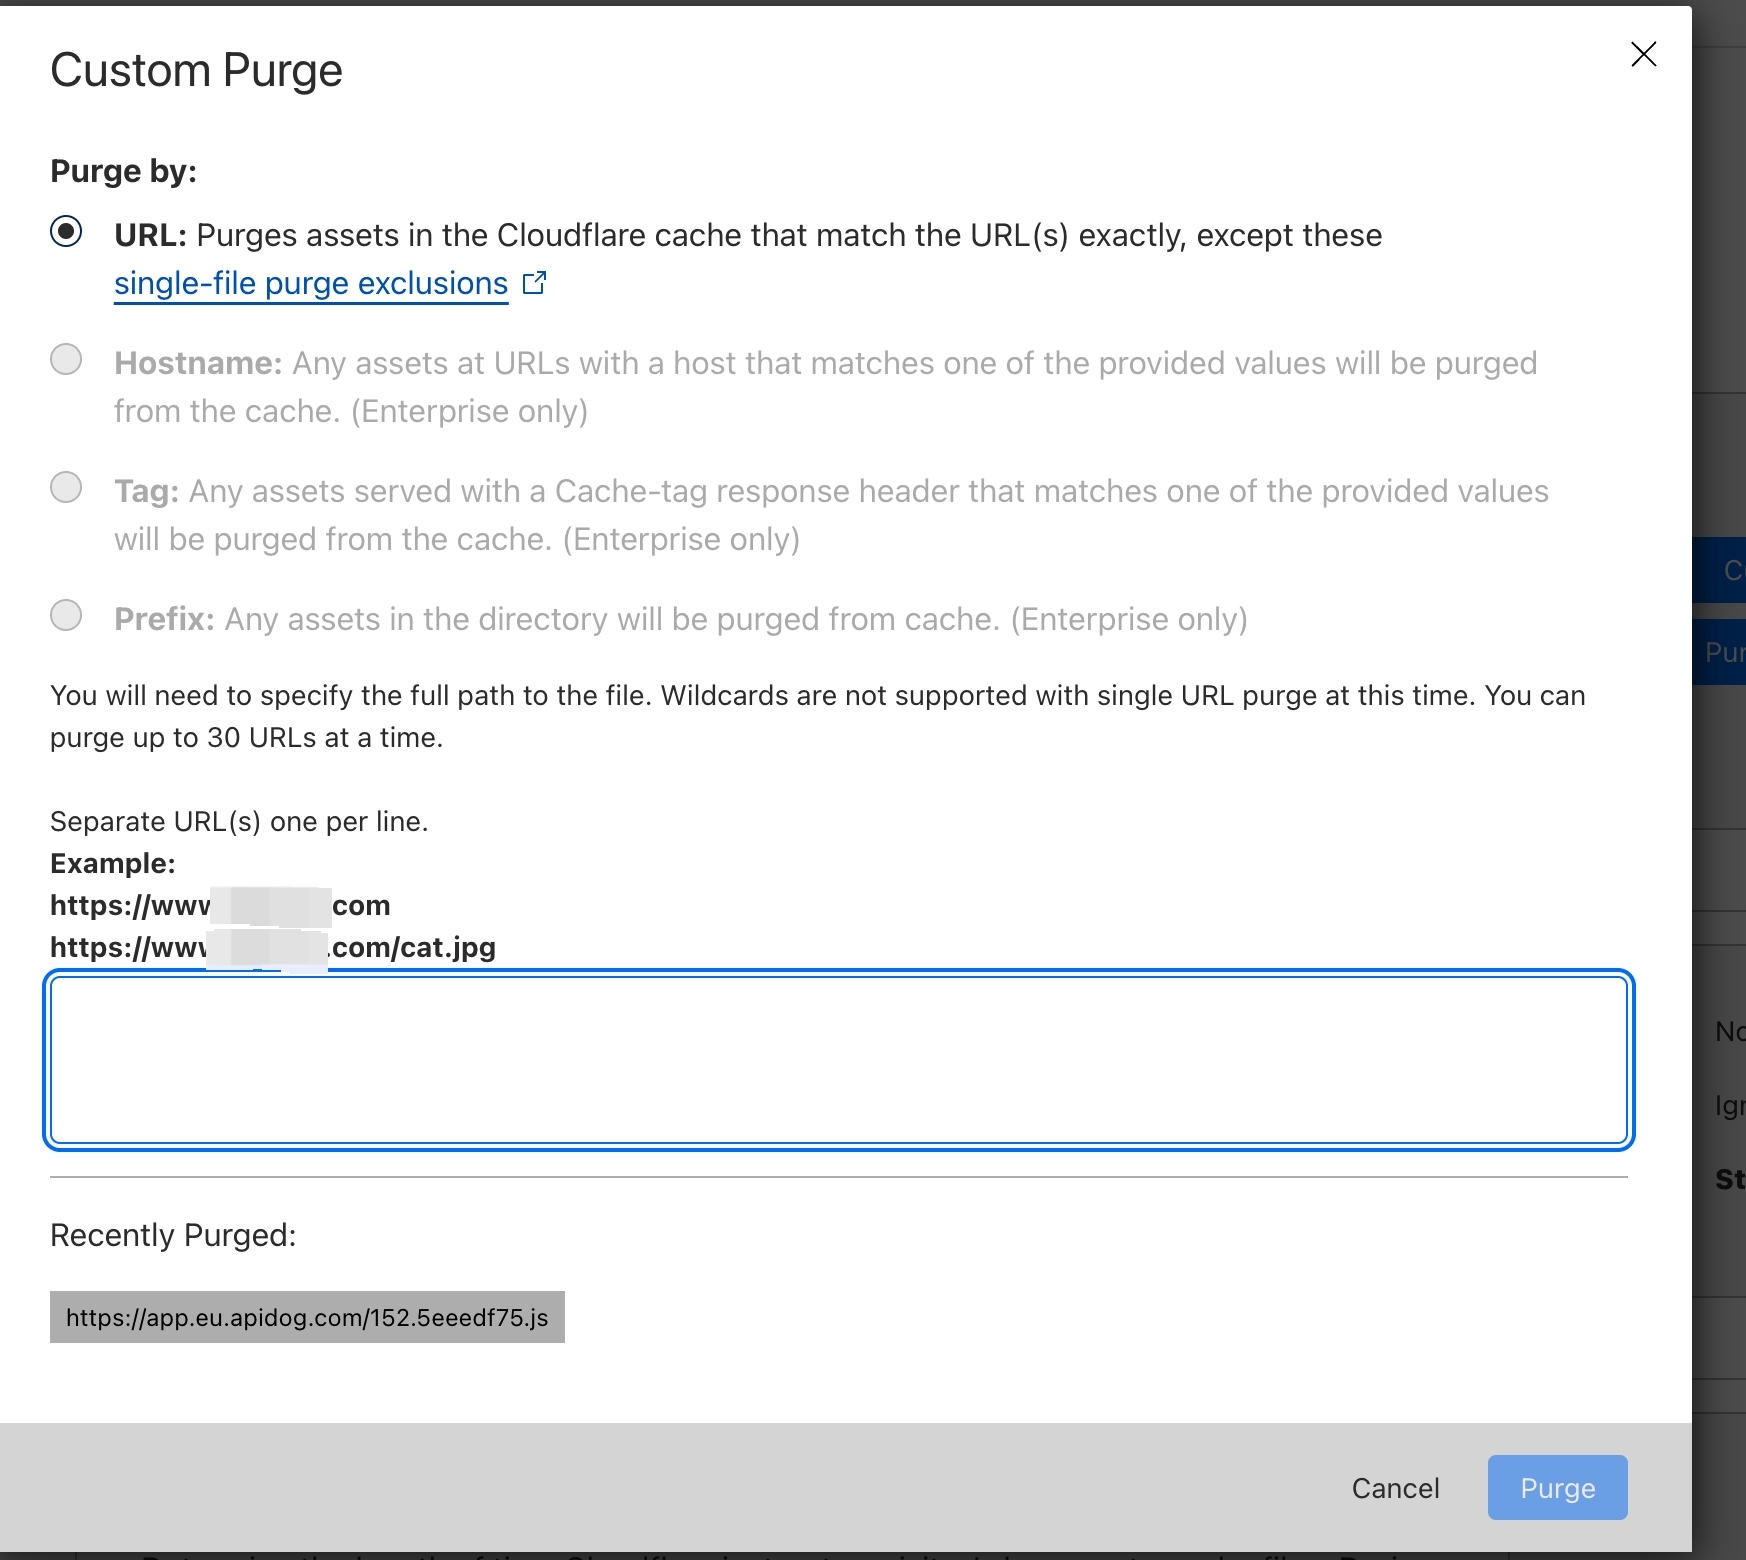 Custom Purge
Purge by:
URL: Purges assets in the Cloudflare cache that match the URL(s) exactly, except these
single-file purge exclusions
Hostname: Any assets at URLs with a host that matches one of the provided values will be purged
from the cache. (Enterprise only)
Tag: Any assets served with a Cache-tag response header that matches one of the provided values
will be purged from the cache. (Enterprise only)
Prefix: Any assets in the directory will be purged from cache. (Enterprise only)
You will need to specify the full path to the file. Wildcards are not supported with single URL purge at this time. You can
purge up to 30 URLs at a time.
Separate URL(s) one per line.
Example:
https://www com
https://www .com/cat.jpg
Recently Purged:
https://app.eu.apidog.com/152.5eeedf75.js
Cancel
Purge